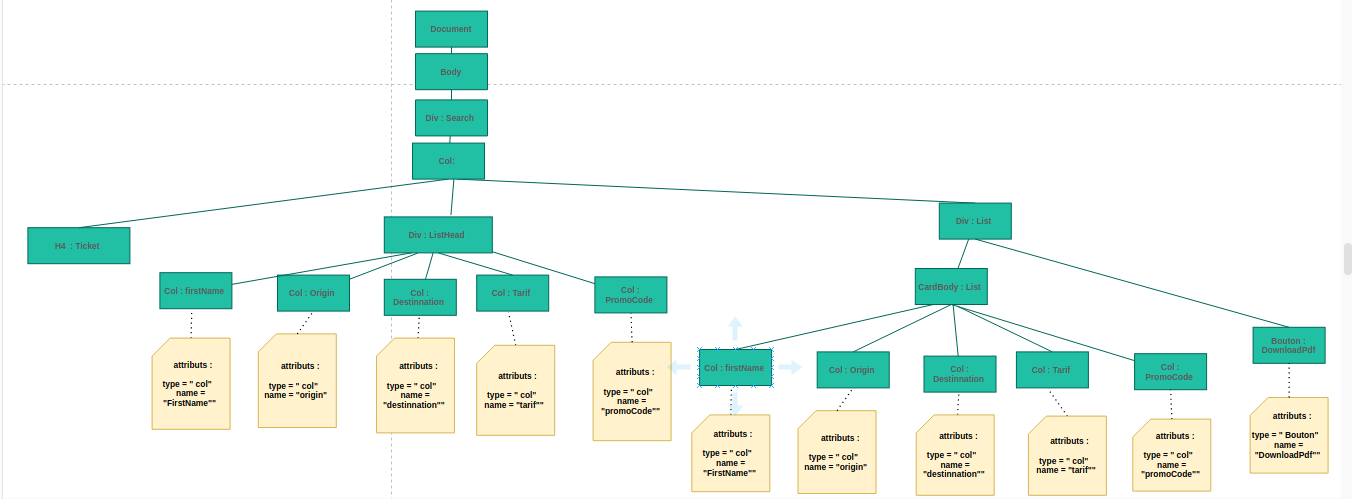 Document
Body
Div : Search
Col:
H4 : Ticket
Div : ListHead
Div : List
Col : firstName
Col : Origin
Col :
Destinnation
Col : Tarif
Col :
PromoCode
CardBody : List
Bouton :
DownloadPdf
attributs :
type = " col"
name =
"FirstName""
attributs :
type = " col"
name = "origin"
attributs :
type = " col"
name =
"destinnation""
attributs :
type = " col"
name = "tarif""
attributs :
type = " col"
name =
"promoCode""
Col : firstName
Col : Origin
Col :
Destinnation
Col : Tarif
Col :
PromoCode
attributs :
type = " col"
name =
"FirstName""
attributs :
type = " col"
name = "origin"
attributs :
type = " col"
name =
"destinnation""
attributs :
type = " col"
name = "tarif""
attributs :
type = " col"
name =
"promoCode""
attributs :
type = " Bouton"
name =
"DownloadPdf""